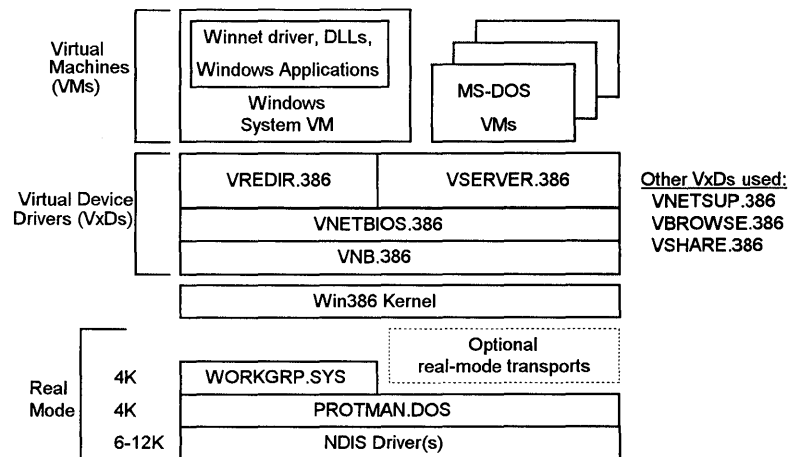 Virtual
Machines
(VMs)
Winnet driver, DLLs,
Windows Applications
Windows
System VM
MS-DOS
VMs
Virtual Device
Drivers (VxDs)
VREDIR.386
VSERVER.386
VNETBIOS.386
VNB.386
Other VxDs used:
VNETSUP.386
VBROWSE.386
VSHARE.386
Win386 Kernel
Optional
real-mode transports
Real
Mode
4K
WORKGRP.SYS
4K
PROTMAN.DOS
6-12K
NDIS Driver(s)